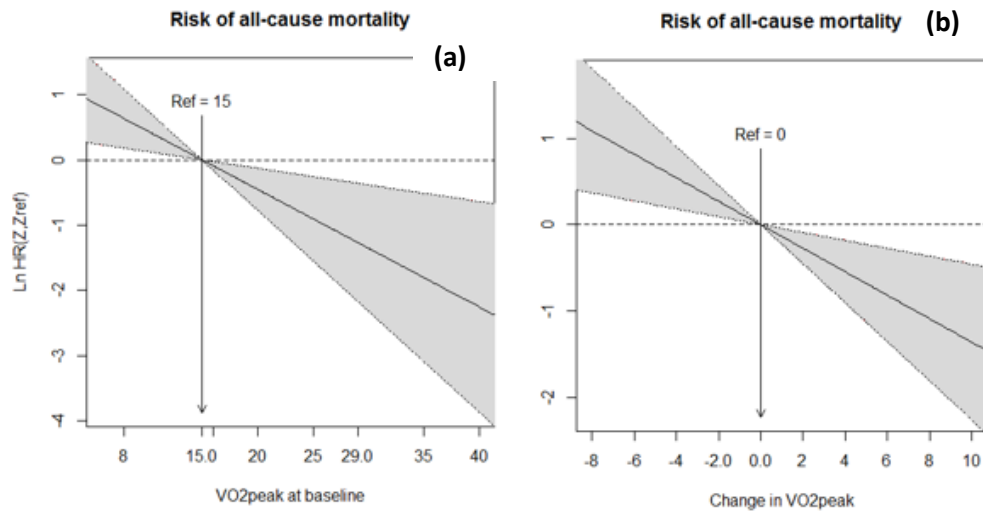 Risk of all-cause mortality
(a)
Ref = 15
1
0
-1
-2
-3
-4
Ln HR(Z,Zref)
8 15.0 20 25 29.0 35 40
VO2peak at baseline
Risk of all-cause mortality
(b)
Ref = 0
1
0
-1
-2
-8 -6 -4 -2.0 0.0 2 4 6 8 10
Change in VO2peak